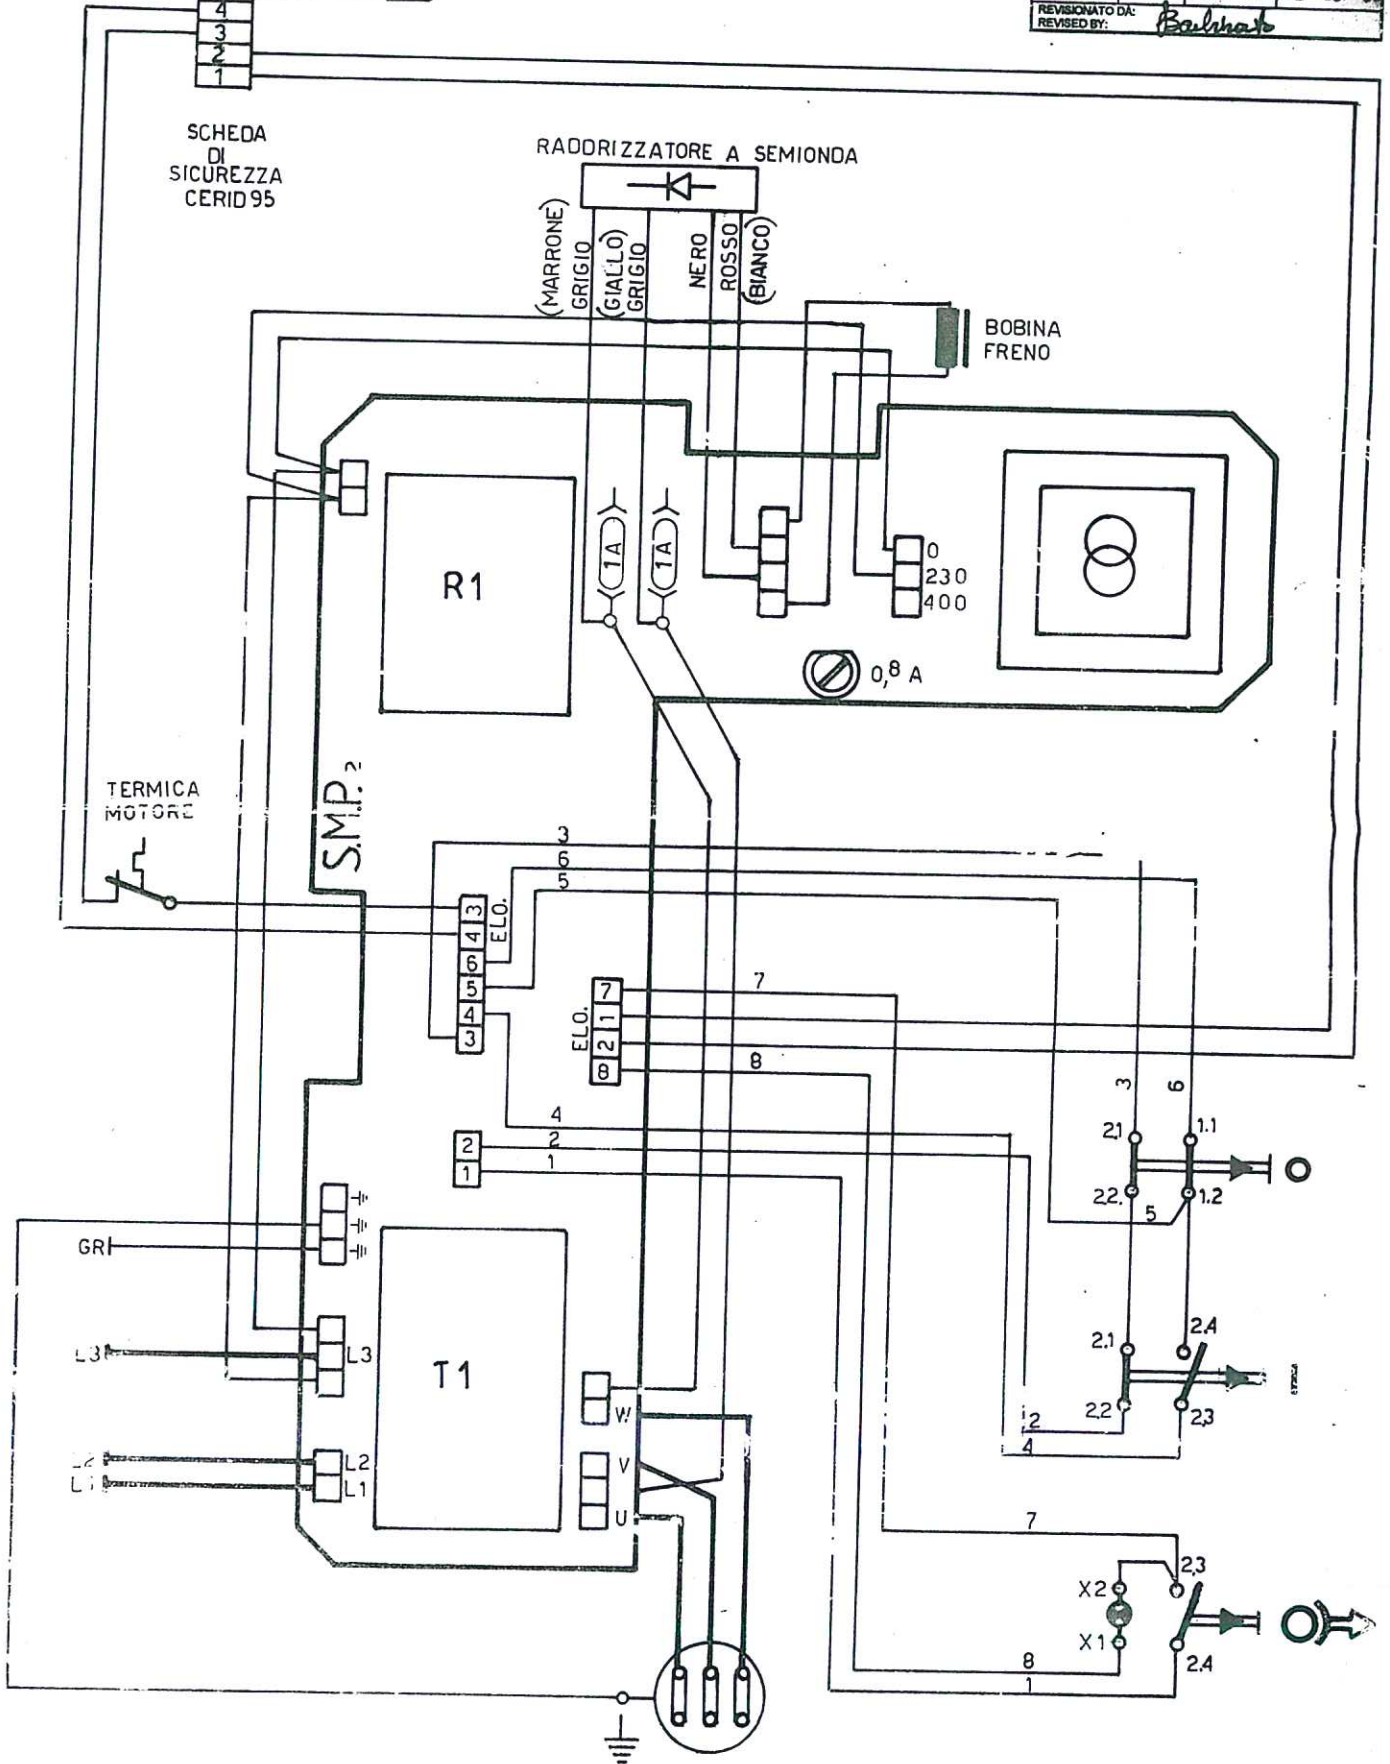 4
3
2
1
REVISIONATO DA:
REVISED BY:
SCHEDA
DI
SICUREZZA
CERID 95
RADDRIZZATORE A SEMIONDA
(MARRONE)
GRIGIO
(GIALLO)
GRIGIO
NERO
ROSSO
(BIANCO)
BOBINA
FRENO
R1
1A
1A
0
230
400
0,8 A
S.M.P.2
TERMICA
MOTORE
3
6
5
3
4
6
5
4
3
ELO.
7
1
2
8
ELO.
7
8
4
2
1
2
1
3
6
2.1
1.1
2.2.
1.2
5
GR
L3
L3
T1
2.1
2.4
2.2
2.3
2
4
W
V
U
L2
L2
L1
L1
7
X2
2.3
X1
2.4
8
1